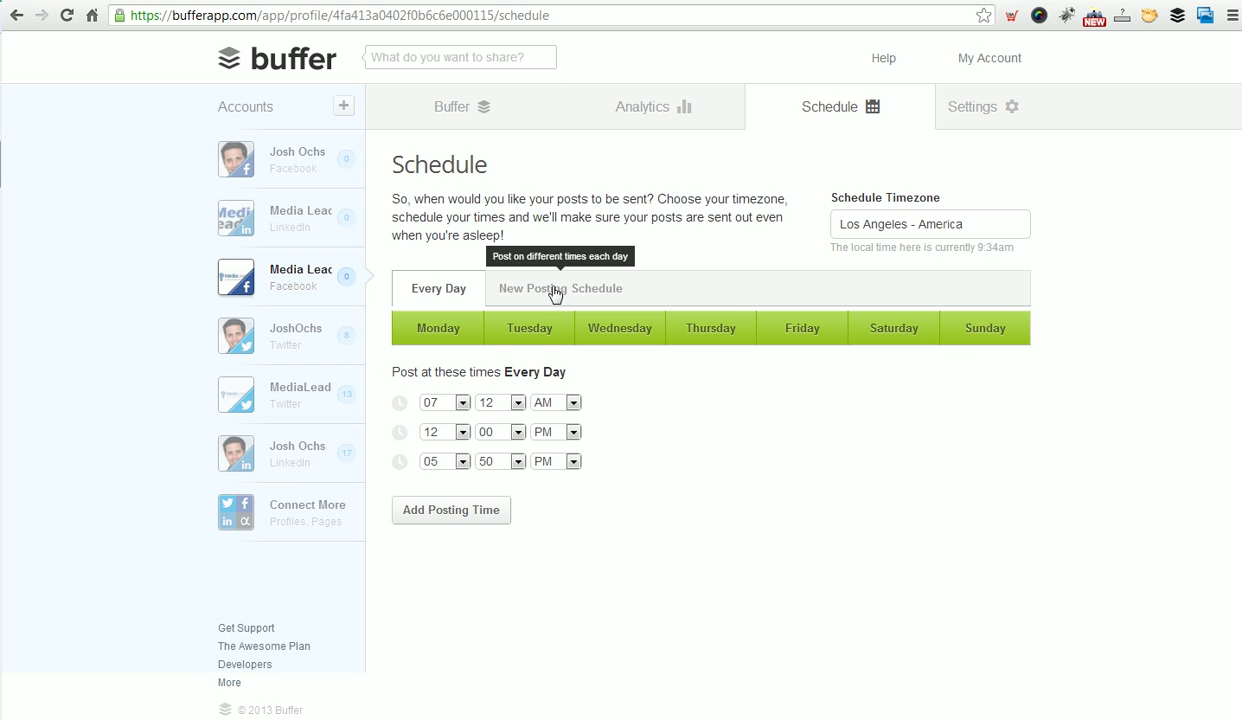 https://bufferapp.com/app/profile/4fa413a0402f0b6c6e000115/schedule
NEW
buffer
What do you want to share?
Help
My Account
Accounts
+
Buffer
Analytics
Schedule
Settings
Josh Ochs
Facebook
0
Media Leac
LinkedIn
0
Media Leac
Facebook
0
JoshOchs
Twitter
8
MediaLead
Twitter
13
Josh Ochs
LinkedIn
17
Connect More
Profiles, Pages
Get Support
The Awesome Plan
Developers
More
© 2013 Buffer
Schedule
So, when would you like your posts to be sent? Choose your timezone,
schedule your times and we'll make sure your posts are sent out even
when you're asleep!
Schedule Timezone
Los Angeles - America
The local time here is currently 9:34am
Post on different times each day
Every Day
New Posting Schedule
Monday
Tuesday
Wednesday
Thursday
Friday
Saturday
Sunday
Post at these times Every Day
07 12 AM
12 00 PM
05 50 PM
Add Posting Time